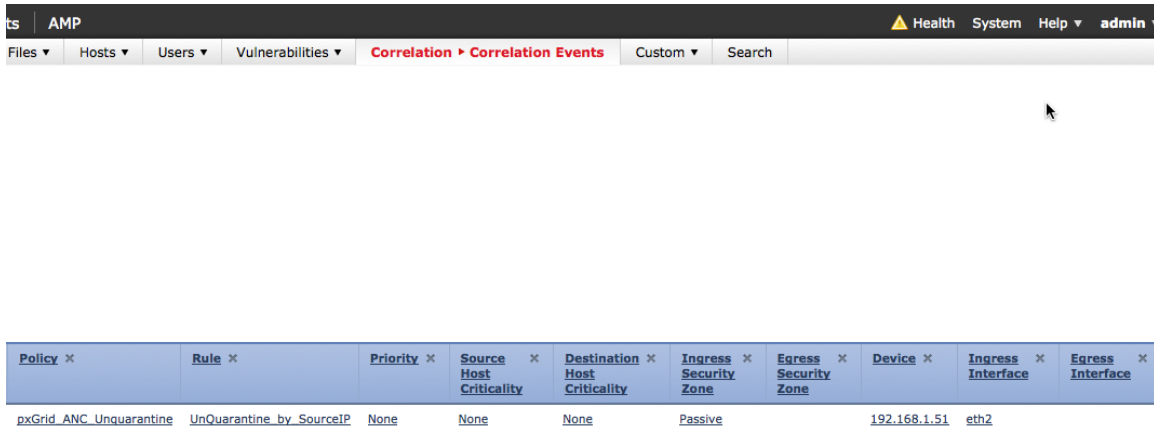 ts AMP Health System Help ▾ admin
Files ▾ Hosts ▾ Users ▾ Vulnerabilities ▾ Correlation ▸ Correlation Events Custom ▾ Search
Policy × Rule × Priority × Source × Destination × Ingress × Egress × Device × Ingress × Egress ×
Host Host Security Security Interface Interface
Criticality Criticality Zone Zone
pxGrid_ANC_Unquarantine UnQuarantine_by_SourceIP None None None Passive 192.168.1.51 eth2